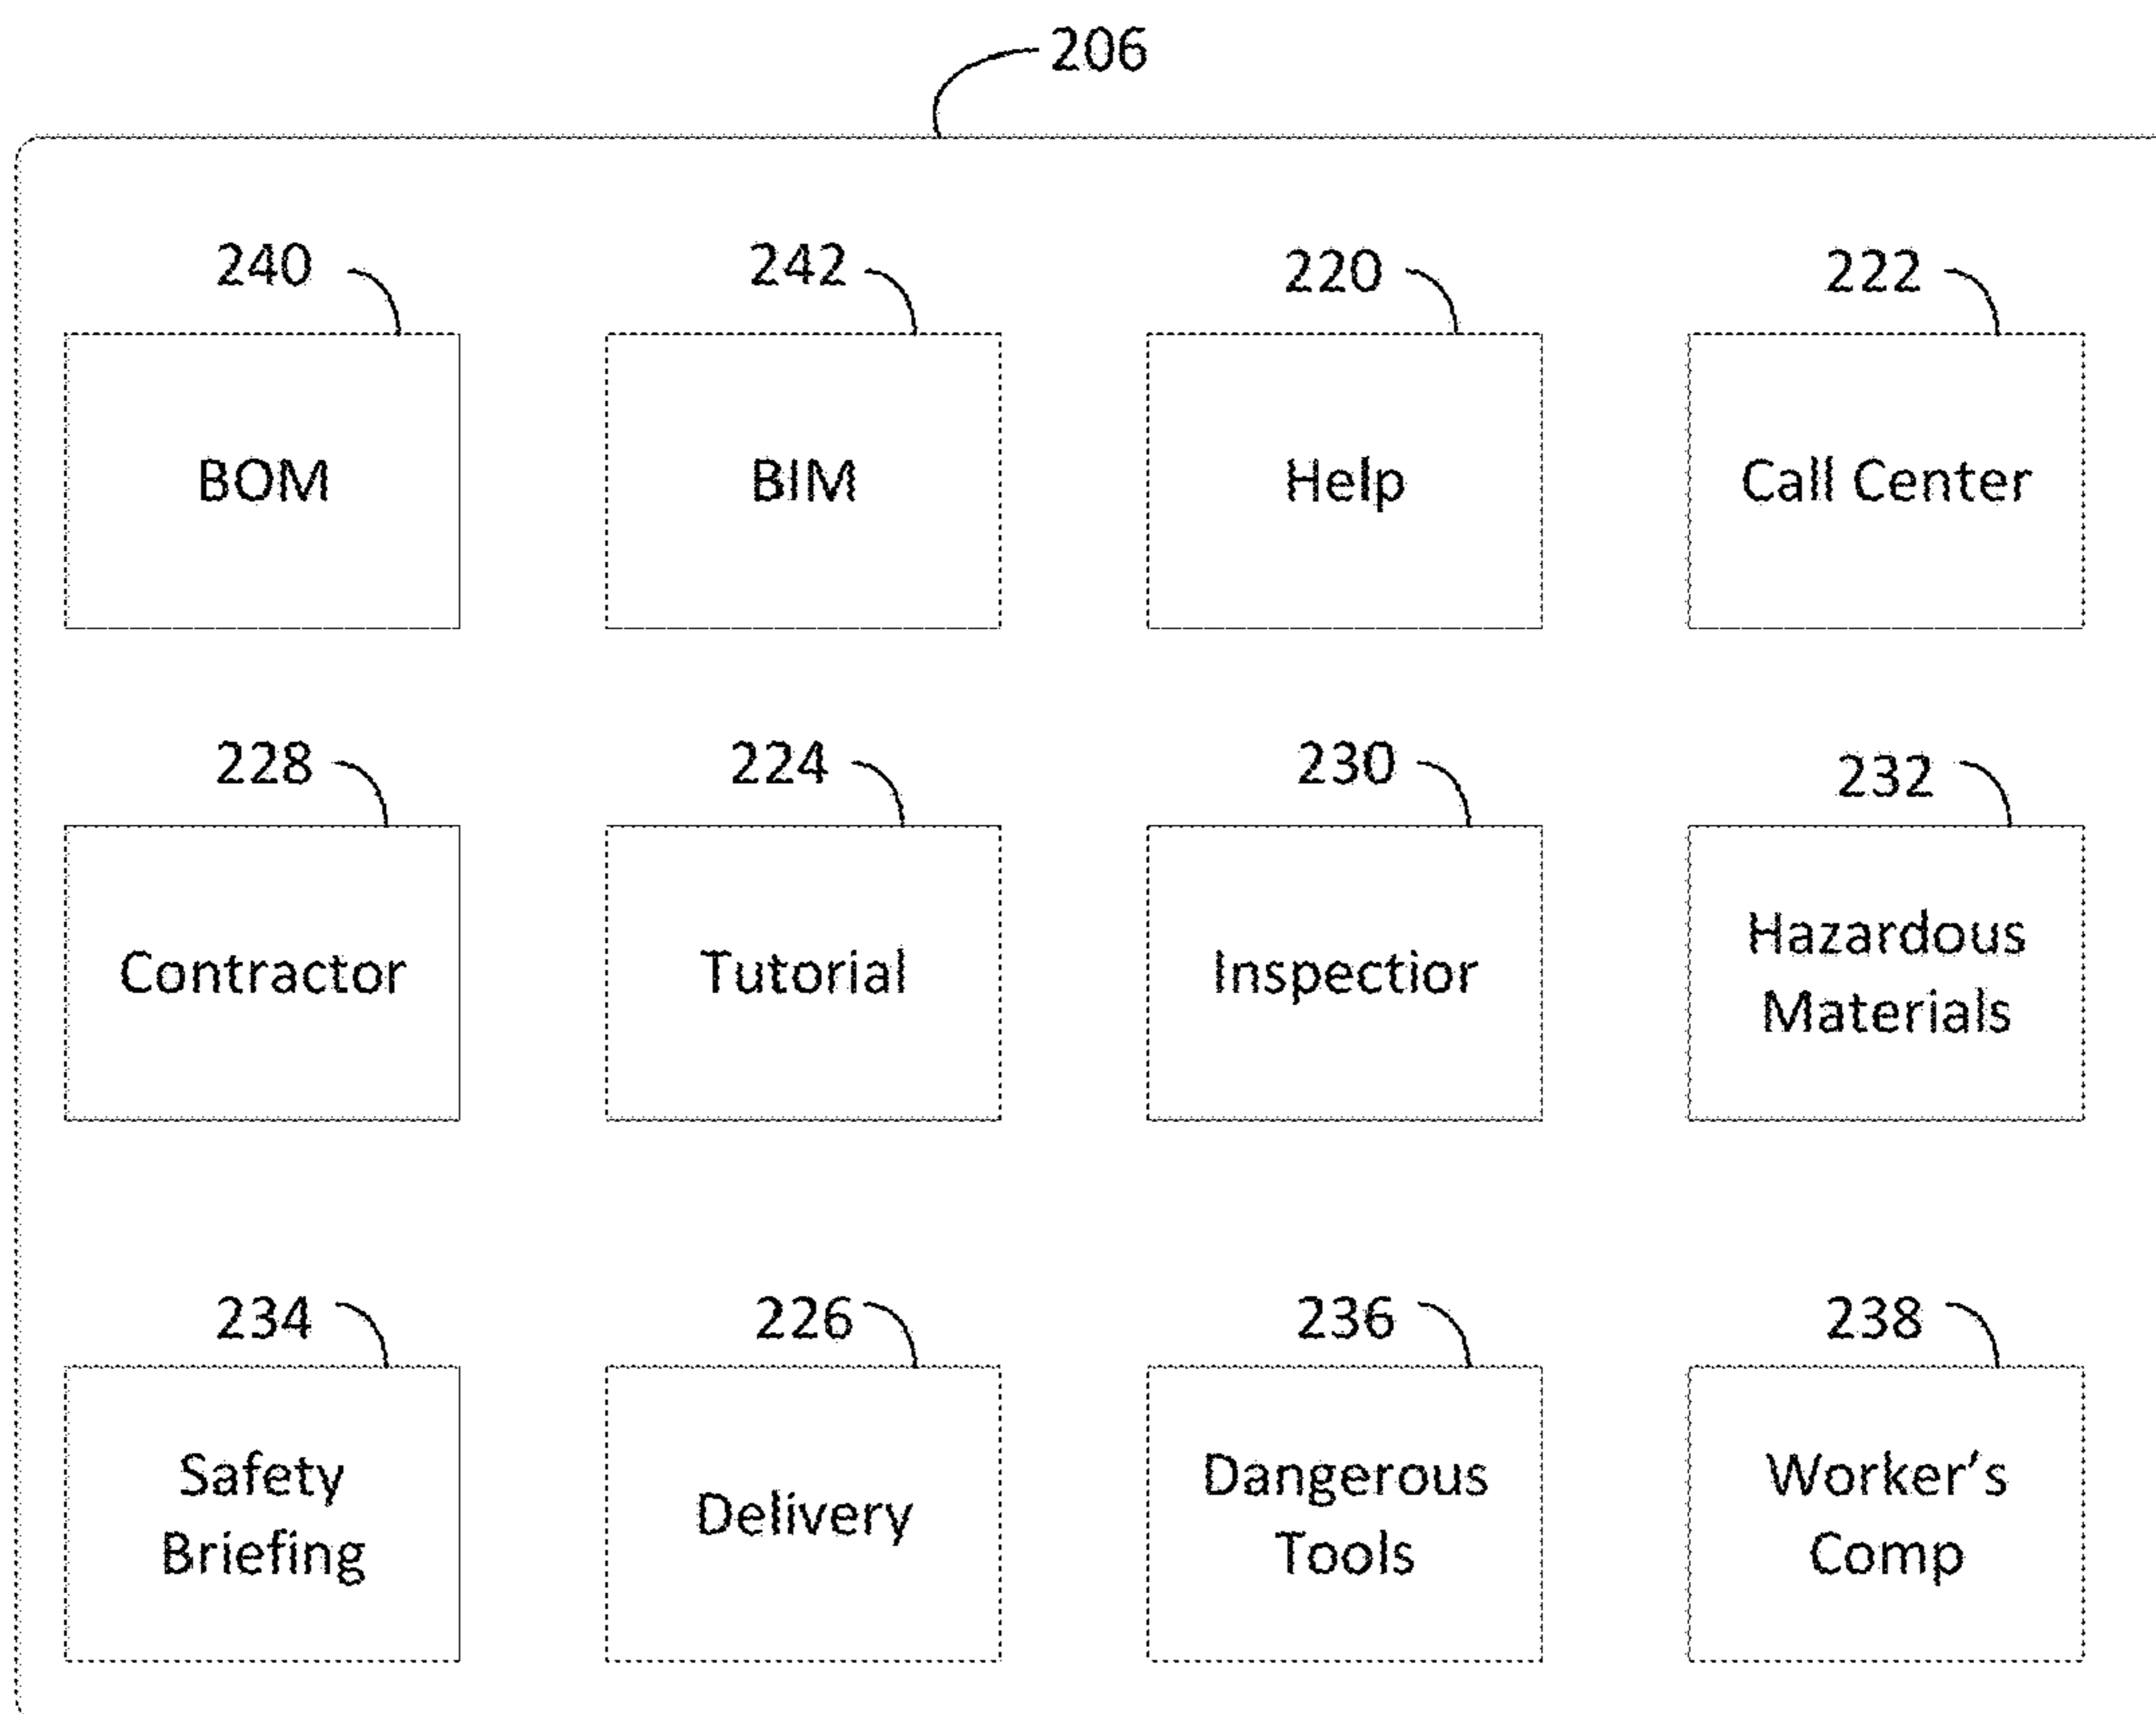 206
240
242
220
222
BOM
BIM
Help
Call Center
228
224
230
232
Contractor
Tutorial
Inspectior
Hazardous
Materials
234
226
236
238
Safety
Briefing
Delivery
Dangerous
Tools
Worker's
Comp